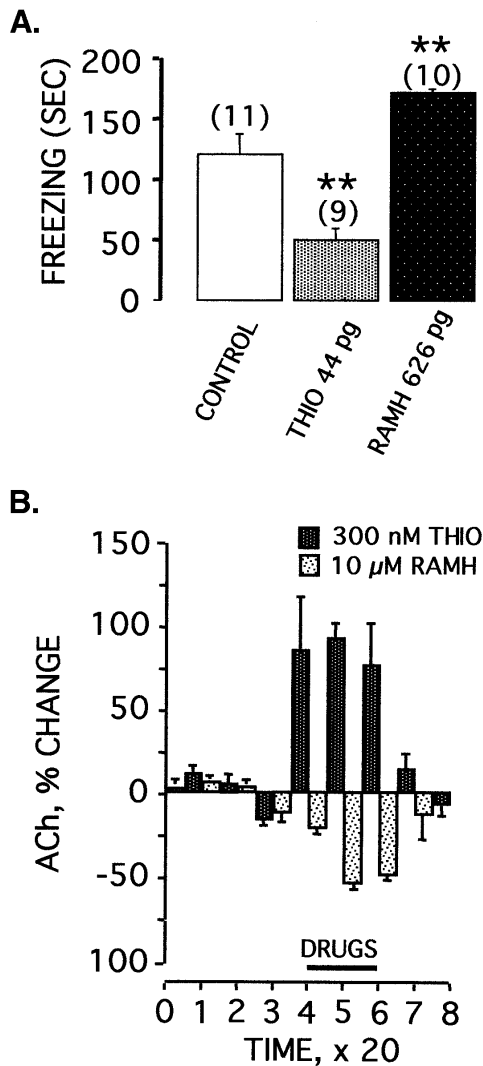 A.
**
200
(10)
(11)
150
**
(9)
100
50
0
FREEZING (SEC)
CONTROL
THIO 44 pg
RAMH 626 pg
B.
300 nM THIO
10 µM RAMH
150
100
50
0
-50
100
ACh, % CHANGE
DRUGS
0 1 2 3 4 5 6 7 8
TIME, x 20